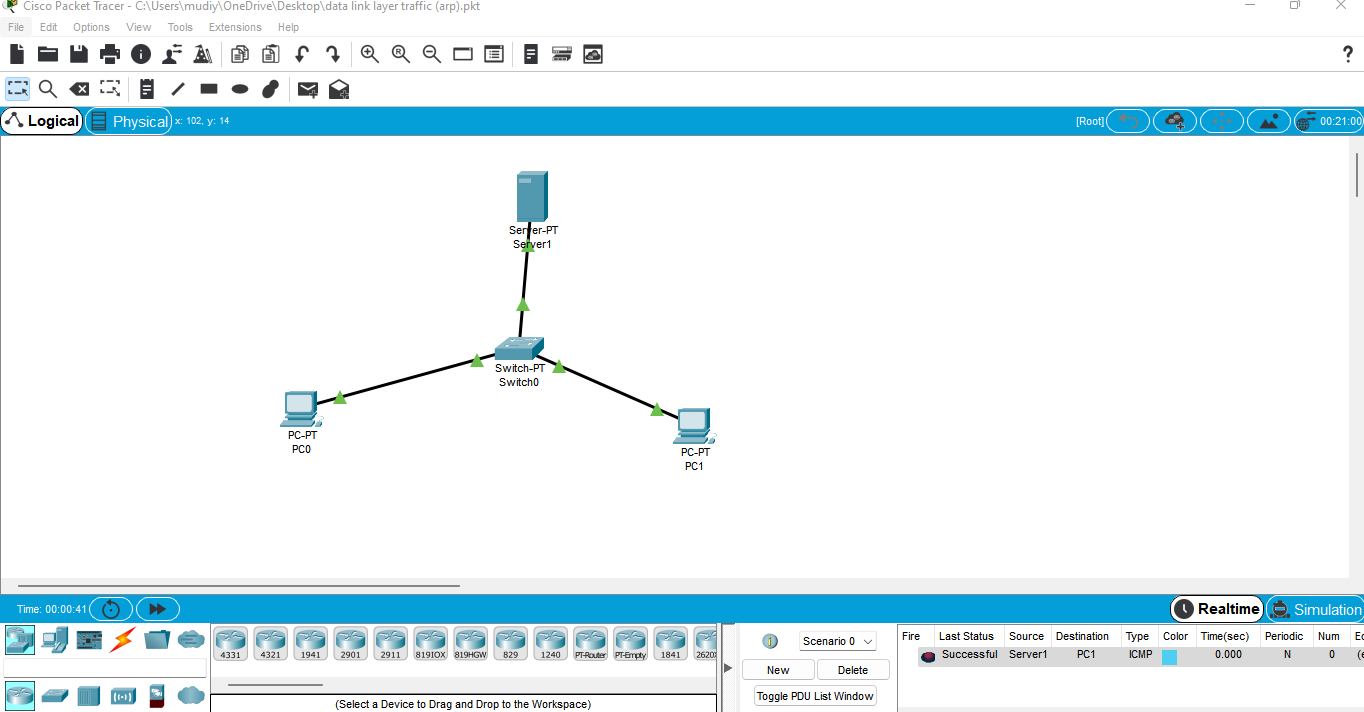 Cisco Packet Tracer - C:\Users\mudiy\OneDrive\Desktop\data link layer traffic (arp).pkt
File Edit Options View Tools Extensions Help
Logical Physical x: 102, y: 14 [Root] 00:21:00
Server-PT
Server1
Switch-PT
Switch0
PC-PT
PC0
PC-PT
PC1
Time: 00:00:41 Realtime Simulation
4331 4321 1941 2901 2911 819IOX 819HGW 829 1240 PT-Router PT-Empty 1841 2620X
(Select a Device to Drag and Drop to the Workspace)
Scenario 0
New Delete
Toggle PDU List Window
Fire Last Status Source Destination Type Color Time(sec) Periodic Num
Successful Server1 PC1 ICMP 0.000 N 0